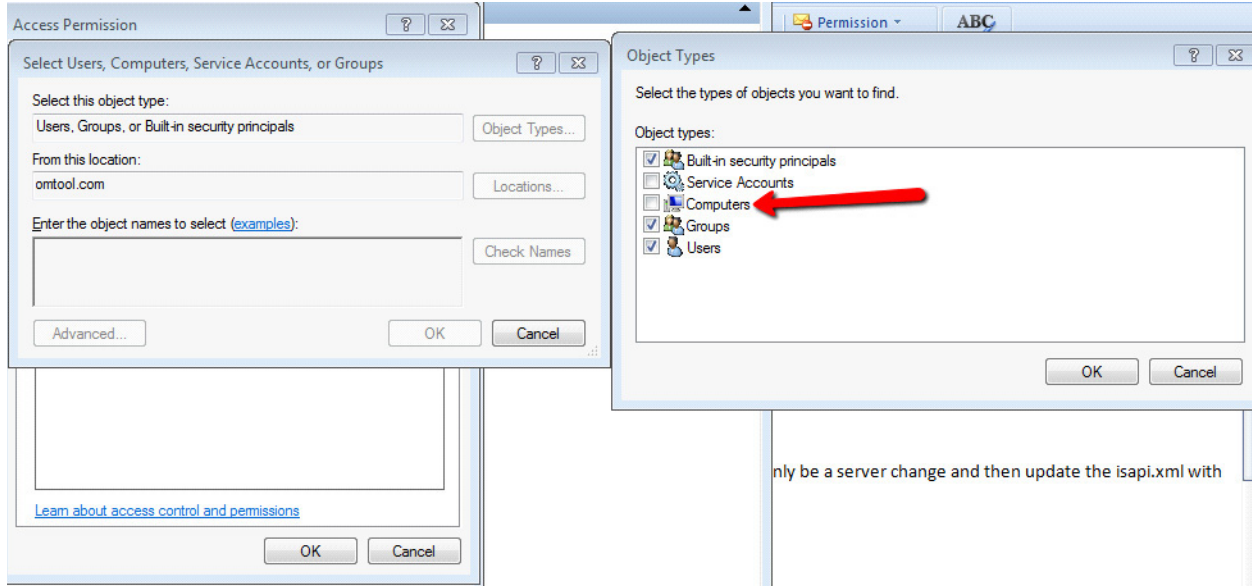 Access Permission
Select Users, Computers, Service Accounts, or Groups
Select this object type:
Users, Groups, or Built-in security principals
Object Types...
From this location:
omtool.com
Locations...
Enter the object names to select (examples):
Check Names
Advanced...
OK
Cancel
Learn about access control and permissions
OK
Cancel
Permission
ABC
Object Types
Select the types of objects you want to find.
Object types:
Built-in security principals
Service Accounts
Computers
Groups
Users
OK
Cancel
nly be a server change and then update the isapi.xml with